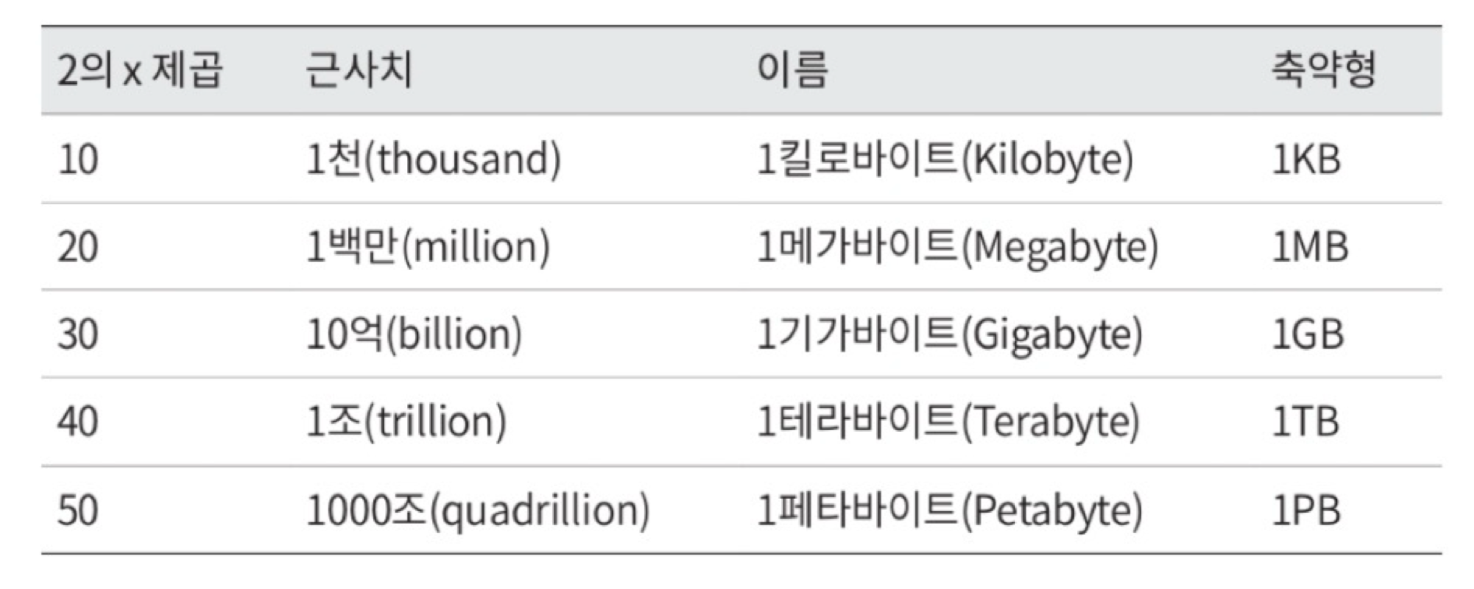 2의 x 제곱 근사치 이름 축약형
10 1천(thousand) 1킬로바이트(Kilobyte) 1KB
20 1백만(million) 1메가바이트(Megabyte) 1MB
30 10억(billion) 1기가바이트(Gigabyte) 1GB
40 1조(trillion) 1테라바이트(Terabyte) 1TB
50 1000조(quadrillion) 1페타바이트(Petabyte) 1PB